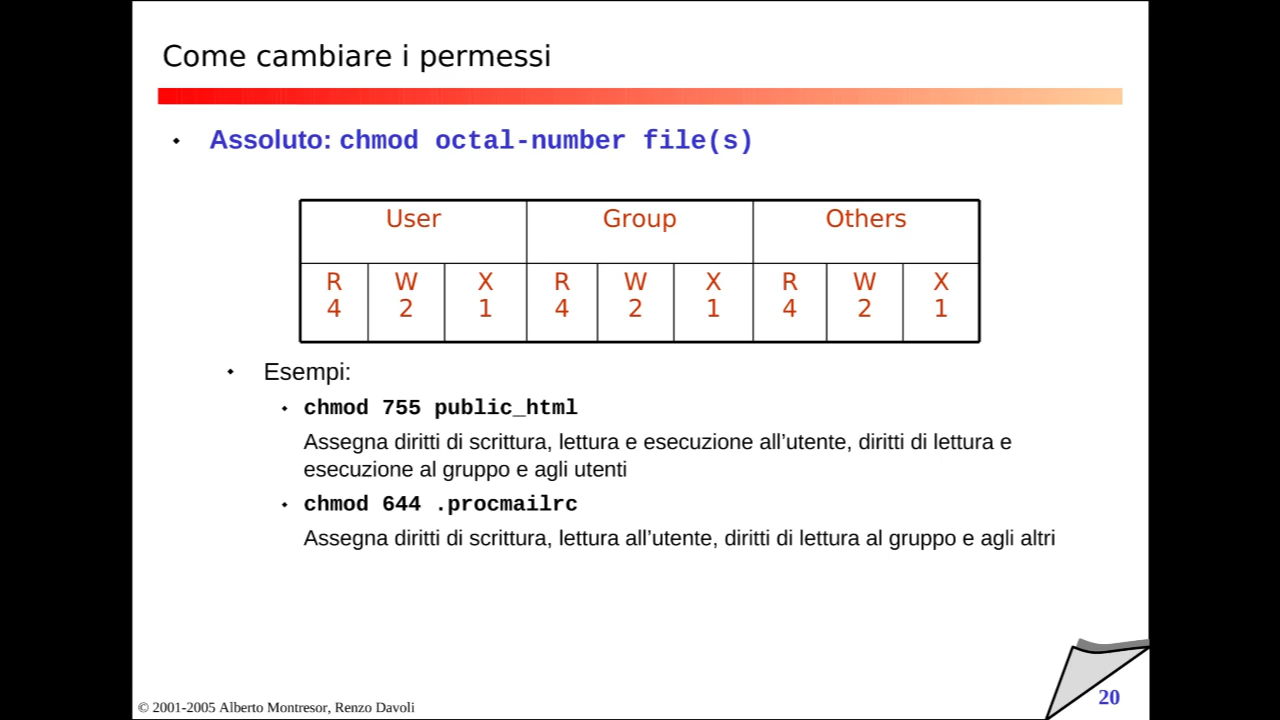 Come cambiare i permessi
Assoluto: chmod octal-number file(s)
User Group Others
R W X R W X R W X
4 2 1 4 2 1 4 2 1
Esempi:
chmod 755 public_html
Assegna diritti di scrittura, lettura e esecuzione all’utente, diritti di lettura e
esecuzione al gruppo e agli utenti
chmod 644 .procmailrc
Assegna diritti di scrittura, lettura all’utente, diritti di lettura al gruppo e agli altri
© 2001-2005 Alberto Montresor, Renzo Davoli
20